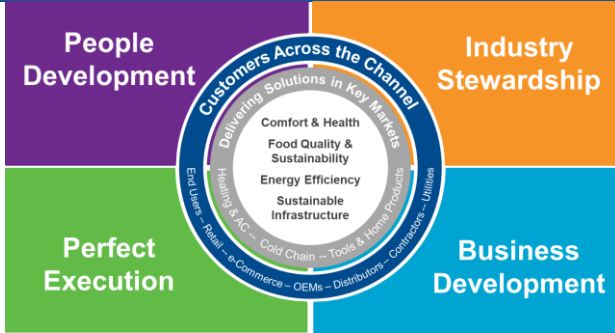 People
Development
Industry
Stewardship
Customers Across the Channel
Delivering Solutions in Key Markets
Comfort & Health
Food Quality &
Sustainability
Energy Efficiency
Sustainable
Infrastructure
Heating & AC -- Cold Chain -- Tools & Home Products
End Users – Retail – e-Commerce – OEMs – Distributors – Contractors – Utilities
Perfect
Execution
Business
Development